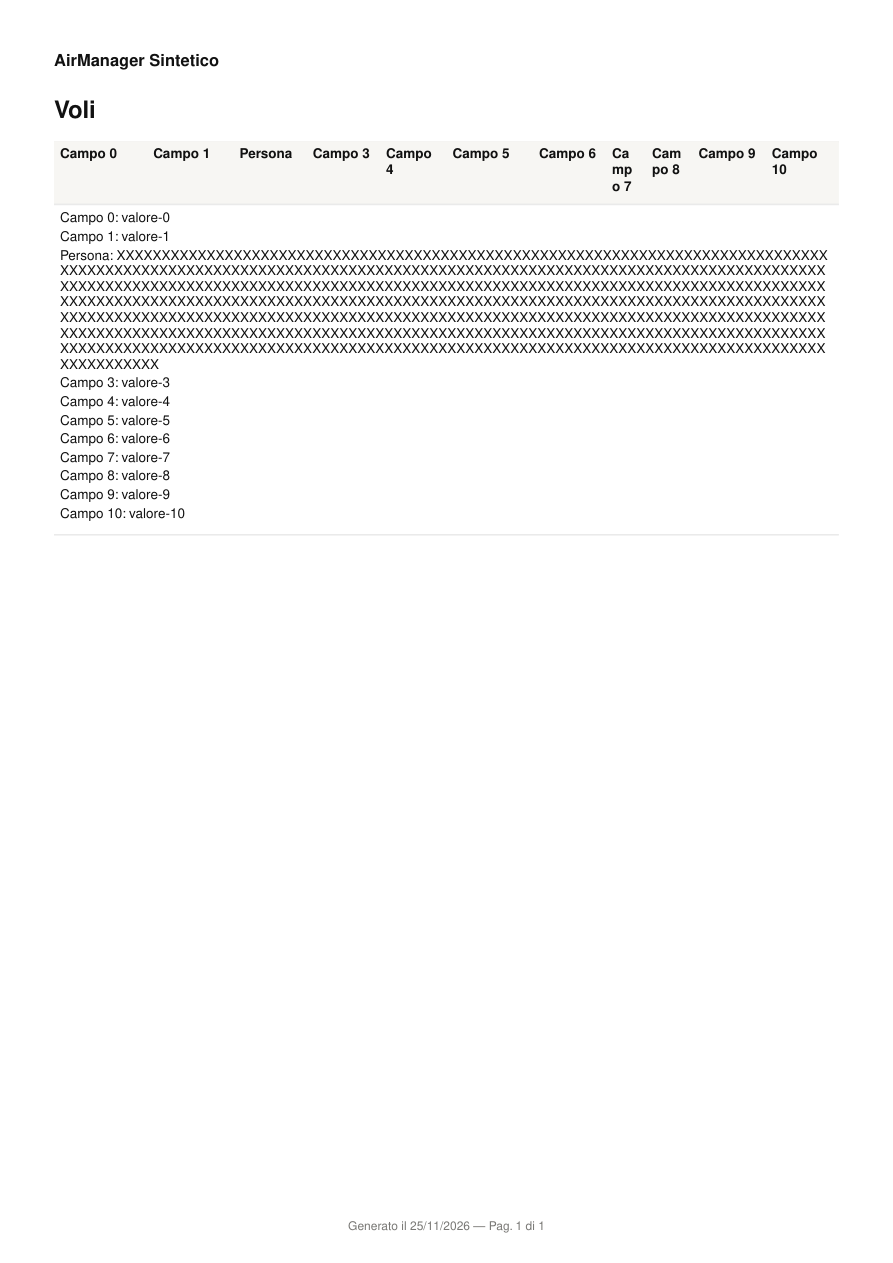 AirManager Sintetico
Voli
Campo 0 Campo 1 Persona Campo 3 Campo 4 Campo 5 Campo 6 Campo 7 Campo 8 Campo 9 Campo 10
Campo 0: valore-0
Campo 1: valore-1
Persona: XXXXXXXXXXXXXXXXXXXXXXXXXXXXXXXXXXXXXXXXXXXXXXXXXXXXXXXXXXXXXXXXXXXXXXXXXXXXXXX
XXXXXXXXXXXXXXXXXXXXXXXXXXXXXXXXXXXXXXXXXXXXXXXXXXXXXXXXXXXXXXXXXXXXXXXXXXXXXXXXXXXXX
XXXXXXXXXXXXXXXXXXXXXXXXXXXXXXXXXXXXXXXXXXXXXXXXXXXXXXXXXXXXXXXXXXXXXXXXXXXXXXXXXXXXX
XXXXXXXXXXXXXXXXXXXXXXXXXXXXXXXXXXXXXXXXXXXXXXXXXXXXXXXXXXXXXXXXXXXXXXXXXXXXXXXXXXXXX
XXXXXXXXXXXXXXXXXXXXXXXXXXXXXXXXXXXXXXXXXXXXXXXXXXXXXXXXXXXXXXXXXXXXXXXXXXXXXXXXXXXXX
XXXXXXXXXXXXXXXXXXXXXXXXXXXXXXXXXXXXXXXXXXXXXXXXXXXXXXXXXXXXXXXXXXXXXXXXXXXXXXXXXXXXX
XXXXXXXXXXXXXXXXXXXXXXXXXXXXXXXXXXXXXXXXXXXXXXXXXXXXXXXXXXXXXXXXXXXXXXXXXXXXXXXXXXXXX
XXXXXXXXXXX
Campo 3: valore-3
Campo 4: valore-4
Campo 5: valore-5
Campo 6: valore-6
Campo 7: valore-7
Campo 8: valore-8
Campo 9: valore-9
Campo 10: valore-10
Generato il 25/11/2026 — Pag. 1 di 1